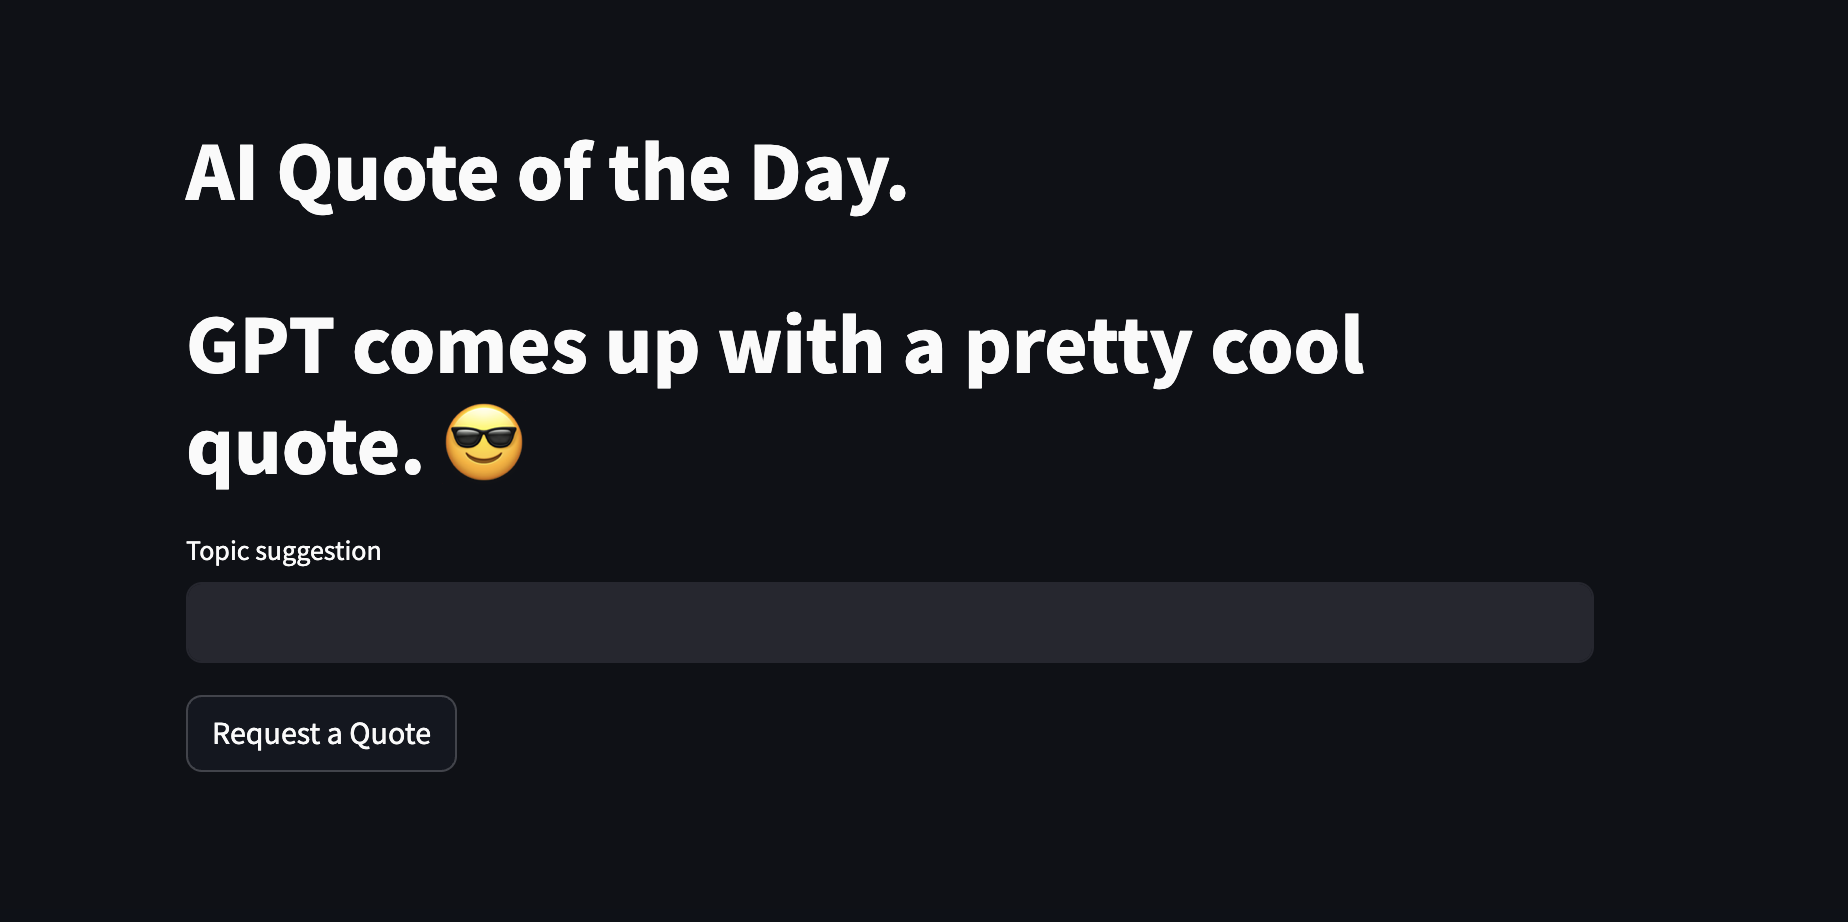 AI Quote of the Day.
GPT comes up with a pretty cool
quote. 😎
Topic suggestion
Request a Quote